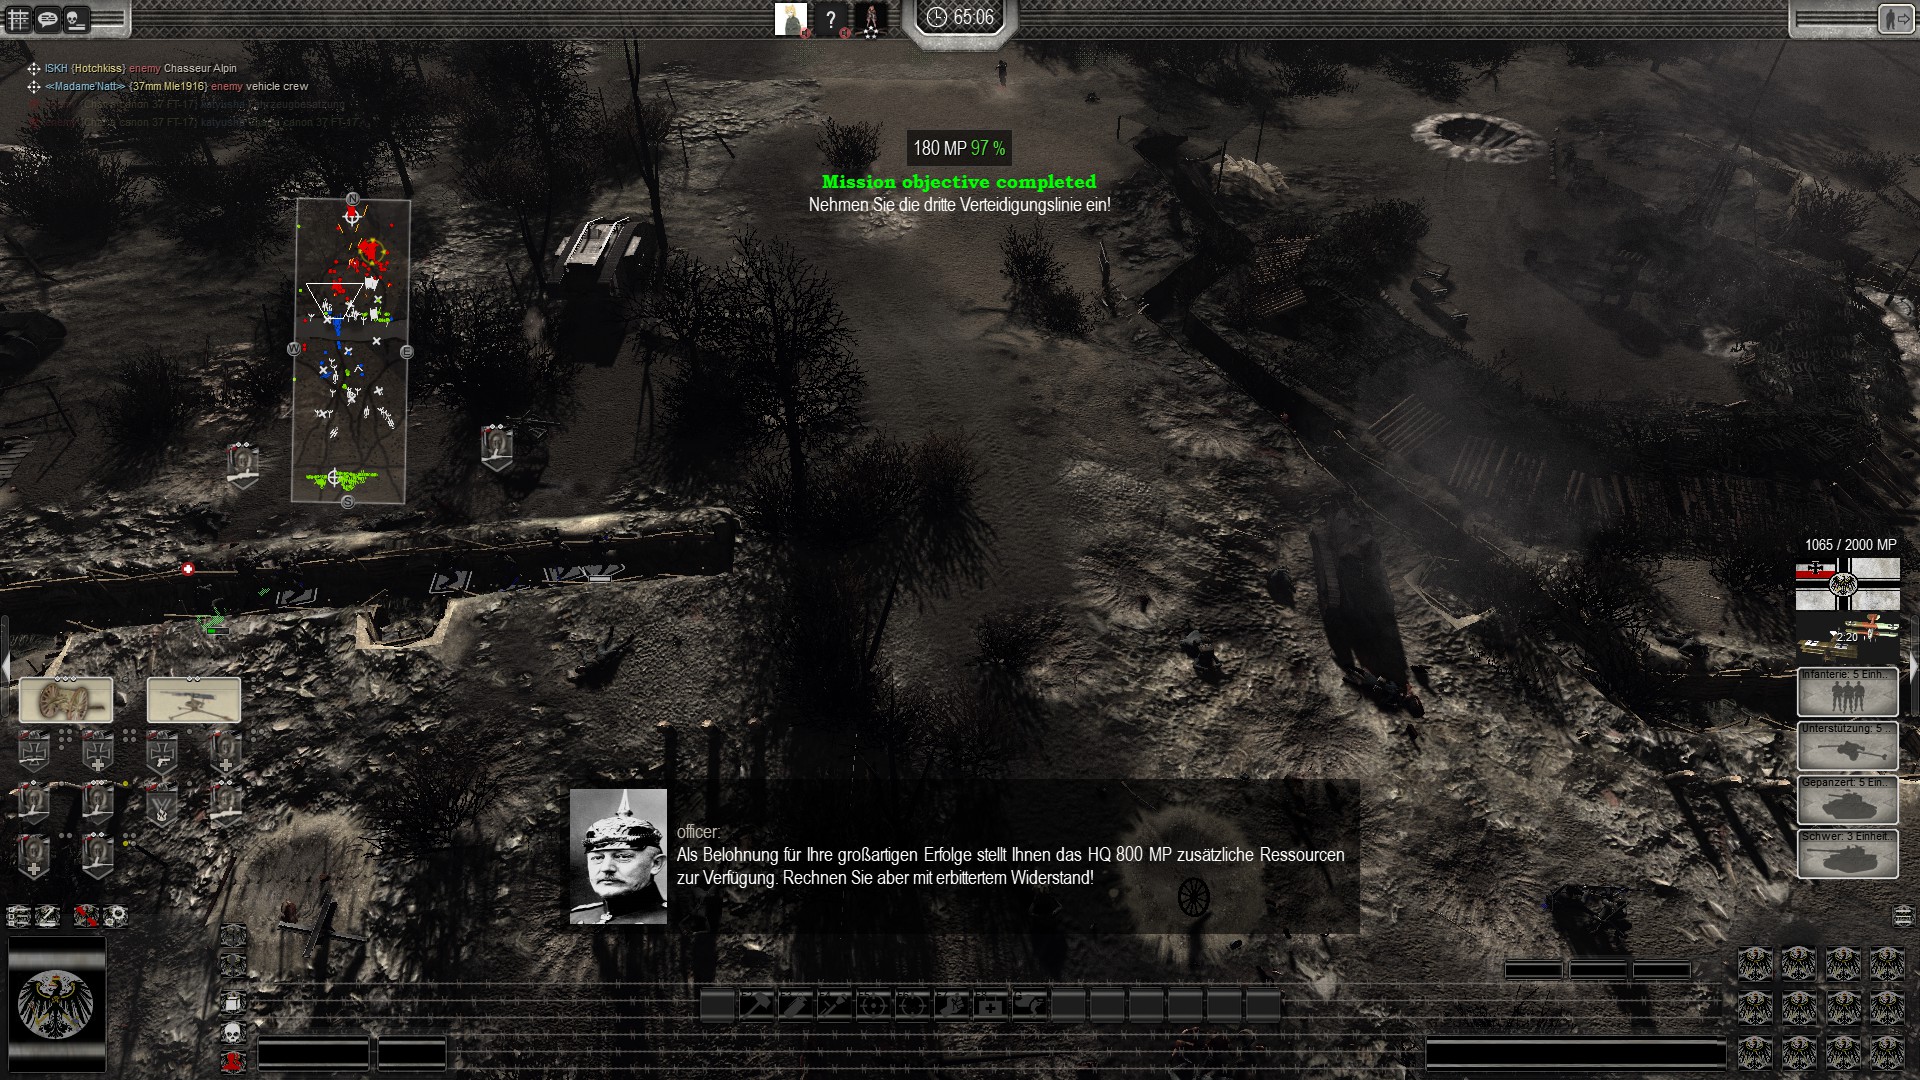 65:06
?
ISKH {Hotchkiss} enemy Chasseur Alpin
<<Madame'Natt>> {37mm Mle1916} enemy vehicle crew
180 MP 97 %
Mission objective completed
Nehmen Sie die dritte Verteidigungslinie ein!
N
W
E
S
1065 / 2000 MP
2:20
Infanterie: 5 Einh..
Unterstützung: 5 ..
Gepanzert: 5 Ein..
Schwer: 3 Einheit..
officer:
Als Belohnung für Ihre großartigen Erfolge stellt Ihnen das HQ 800 MP zusätzliche Ressourcen
zur Verfügung. Rechnen Sie aber mit erbittertem Widerstand!